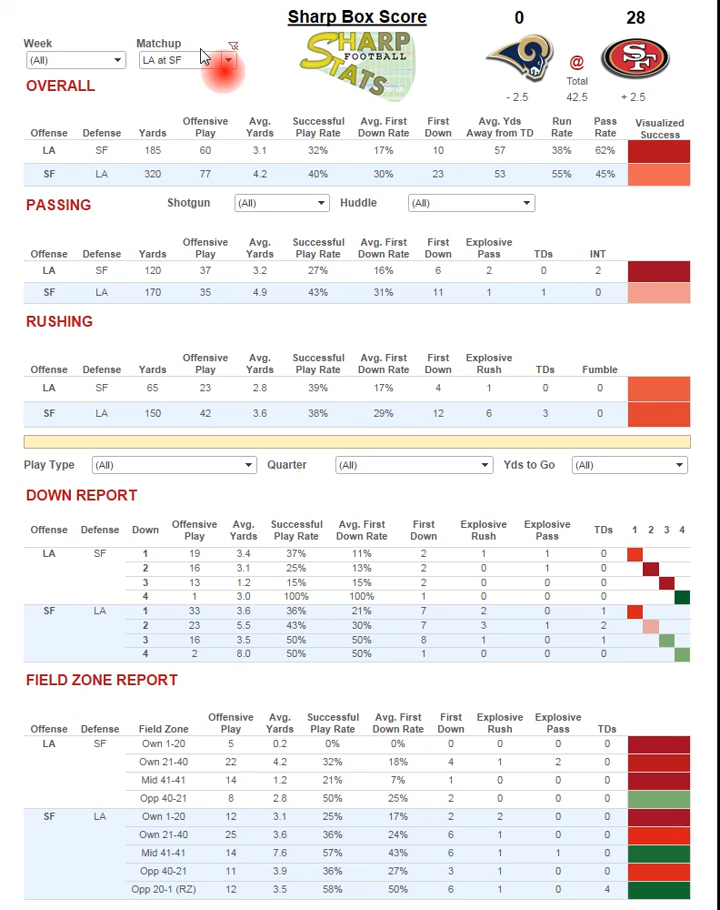 Sharp Box Score
0
28
Week
Matchup
(All)
LA at SF
SHARP
FOOTBALL
STATS
SF
@
Total
- 2.5
42.5
+ 2.5
OVERALL
Offense Defense Yards Offensive Play Avg. Yards Successful Play Rate Avg. First Down Rate First Down Avg. Yds Away from TD Run Rate Pass Rate Visualized Success
LA SF 185 60 3.1 32% 17% 10 57 38% 62%
SF LA 320 77 4.2 40% 30% 23 53 55% 45%
PASSING
Shotgun (All) Huddle (All)
Offense Defense Yards Offensive Play Avg. Yards Successful Play Rate Avg. First Down Rate First Down Explosive Pass TDs INT
LA SF 120 37 3.2 27% 16% 6 2 0 2
SF LA 170 35 4.9 43% 31% 11 1 1 0
RUSHING
Offense Defense Yards Offensive Play Avg. Yards Successful Play Rate Avg. First Down Rate First Down Explosive Rush TDs Fumble
LA SF 65 23 2.8 39% 17% 4 1 0 0
SF LA 150 42 3.6 38% 29% 12 6 3 0
Play Type (All) Quarter (All) Yds to Go (All)
DOWN REPORT
Offense Defense Down Offensive Play Avg. Yards Successful Play Rate Avg. First Down Rate First Down Explosive Rush Explosive Pass TDs 1 2 3 4
LA SF 1 19 3.4 37% 11% 2 1 1 0
2 16 3.1 25% 13% 2 0 1 0
3 13 1.2 15% 15% 2 0 0 0
4 1 3.0 100% 100% 1 0 0 0
SF LA 1 33 3.6 36% 21% 7 2 0 1
2 23 5.5 43% 30% 7 3 1 2
3 16 3.5 50% 50% 8 1 0 1
4 2 8.0 50% 50% 1 0 0 0
FIELD ZONE REPORT
Offense Defense Field Zone Offensive Play Avg. Yards Successful Play Rate Avg. First Down Rate First Down Explosive Rush Explosive Pass TDs
LA SF Own 1-20 5 0.2 0% 0% 0 0 0 0
Own 21-40 22 4.2 32% 18% 4 1 2 0
Mid 41-41 14 1.2 21% 7% 1 0 0 0
Opp 40-21 8 2.8 50% 25% 2 0 0 0
SF LA Own 1-20 12 3.1 25% 17% 2 2 0 0
Own 21-40 25 3.6 36% 24% 6 1 0 0
Mid 41-41 14 7.6 57% 43% 6 1 1 0
Opp 40-21 11 3.9 36% 27% 3 1 0 0
Opp 20-1 (RZ) 12 3.5 58% 50% 6 1 0 4